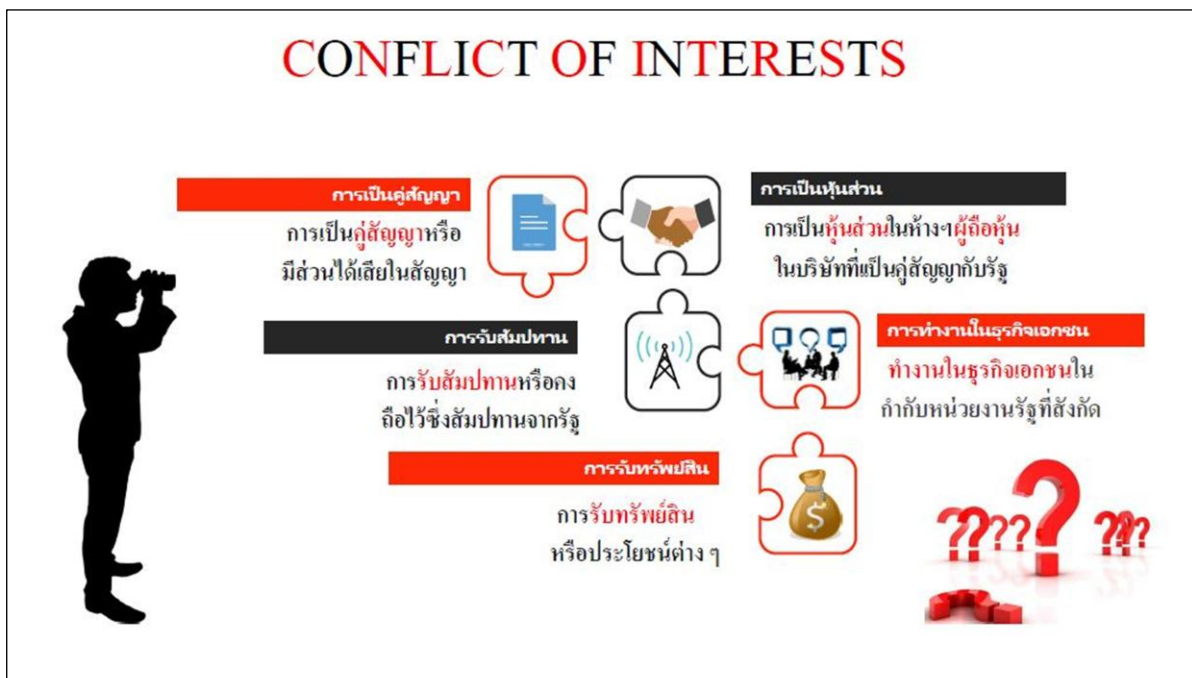 CONFLICT OF INTERESTS
การเป็นคู่สัญญา
การเป็นคู่สัญญาหรือ
มีส่วนได้เสียในสัญญา
การเป็นหุ้นส่วน
การเป็นหุ้นส่วนในห้างฯผู้ถือหุ้น
ในบริษัทที่เป็นคู่สัญญากับรัฐ
การรับสัมปทาน
การรับสัมปทานหรือคง
ถือไว้ซึ่งสัมปทานจากรัฐ
การทำงานในธุรกิจเอกชน
ทำงานในธุรกิจเอกชนใน
กำกับหน่วยงานรัฐที่สังกัด
การรับทรัพย์สิน
การรับทรัพย์สิน
หรือประโยชน์ต่าง ๆ